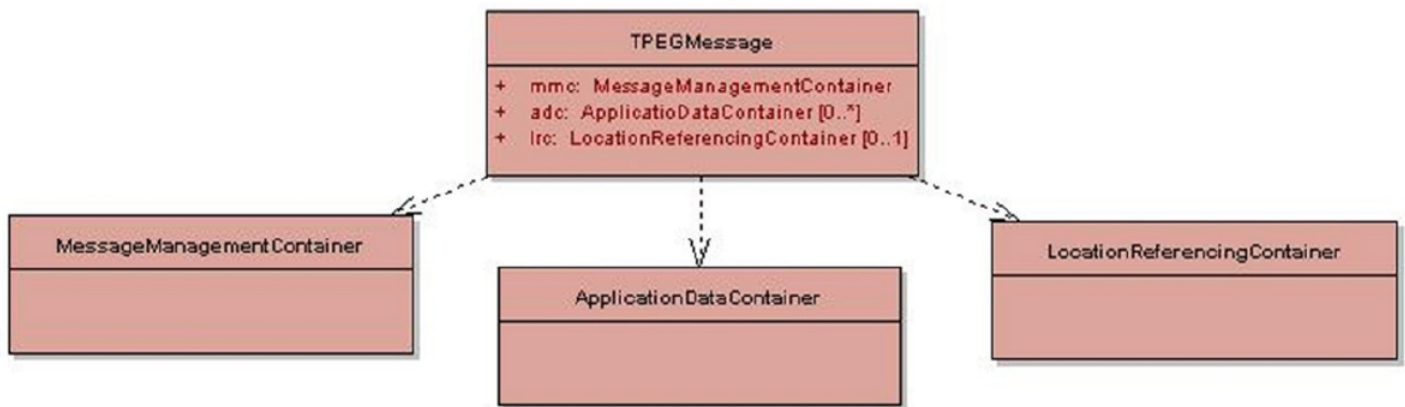 TPEGMessage
+ mmc: MessageManagementContainer
+ adc: ApplicatioDataContainer [0..*]
+ lrc: LocationReferencingContainer [0..1]
MessageManagementContainer
ApplicationDataContainer
LocationReferencingContainer